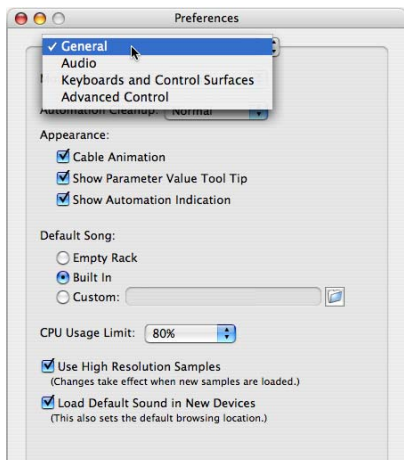 Preferences
✓ General
Audio
Keyboards and Control Surfaces
Advanced Control
Automation Cleanup: Normal
Appearance:
Cable Animation
Show Parameter Value Tool Tip
Show Automation Indication
Default Song:
Empty Rack
Built In
Custom:
CPU Usage Limit: 80%
Use High Resolution Samples
(Changes take effect when new samples are loaded.)
Load Default Sound in New Devices
(This also sets the default browsing location.)